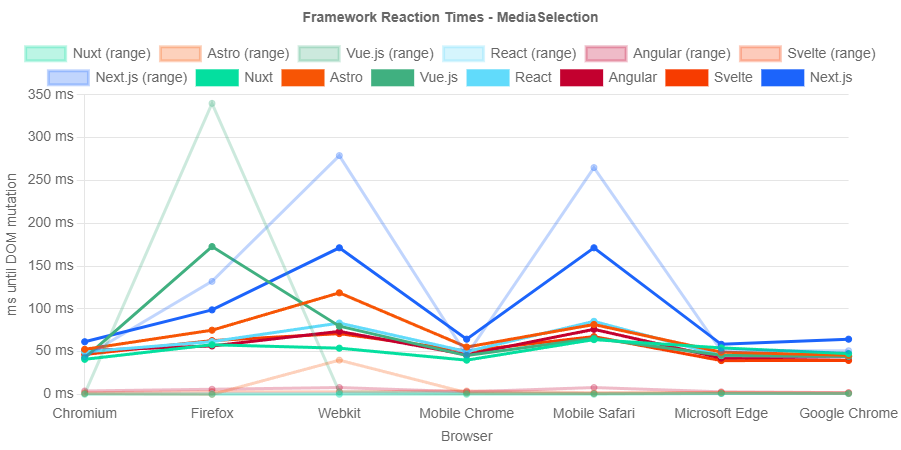 Framework Reaction Times - MediaSelection
Nuxt (range) Astro (range) Vue.js (range) React (range) Angular (range) Svelte (range)
Next.js (range) Nuxt Astro Vue.js React Angular Svelte Next.js
350 ms
300 ms
250 ms
200 ms
150 ms
100 ms
50 ms
0 ms
ms until DOM mutation
Chromium Firefox Webkit Mobile Chrome Mobile Safari Microsoft Edge Google Chrome
Browser